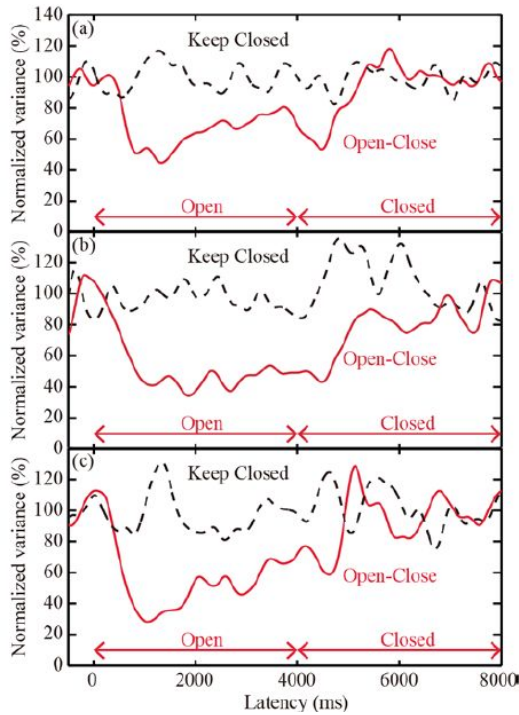 140
120
100
80
60
40
20
0
Normalized variance (%)
(a)
Keep Closed
Open-Close
Open
Closed
120
100
80
60
40
20
0
Normalized variance (%)
(b)
Keep Closed
Open-Close
Open
Closed
120
100
80
60
40
20
0
Normalized variance (%)
(c)
Keep Closed
Open-Close
Open
Closed
0
2000
4000
6000
8000
Latency (ms)